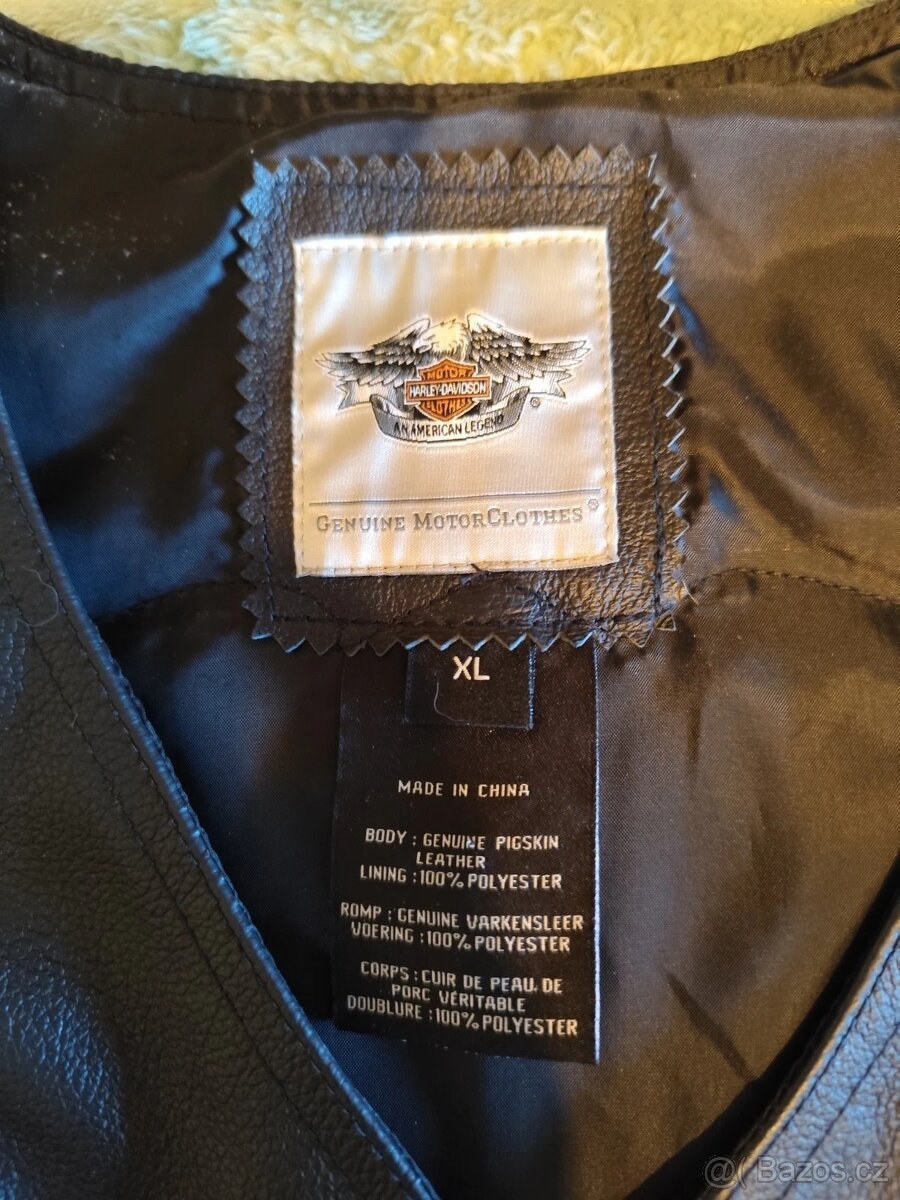 MOTOR
HARLEY-DAVIDSON
CLOTHES
®
AN AMERICAN LEGEND
GENUINE MOTORCLOTHES®
XL
MADE IN CHINA
BODY : GENUINE PIGSKIN
LEATHER
LINING :100% POLYESTER
ROMP : GENUINE VARKENSLEER
VOERING :100% POLYESTER
CORPS : CUIR DE PEAU. DE
PORC VÉRITABLE
DOUBLURE :100% POLYESTER
@( Bazos.cz